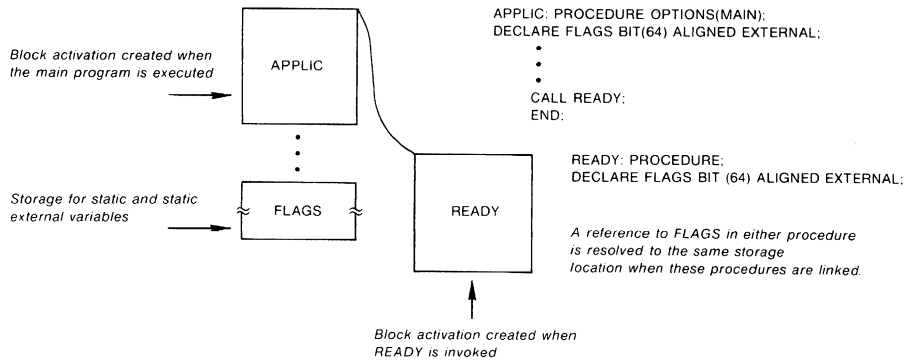 Block activation created when
the main program is executed
APPLIC
Storage for static and static
external variables
FLAGS
READY
Block activation created when
READY is invoked
APPLIC: PROCEDURE OPTIONS(MAIN);
DECLARE FLAGS BIT(64) ALIGNED EXTERNAL;
CALL READY;
END;
READY: PROCEDURE;
DECLARE FLAGS BIT (64) ALIGNED EXTERNAL;
A reference to FLAGS in either procedure
is resolved to the same storage
location when these procedures are linked.